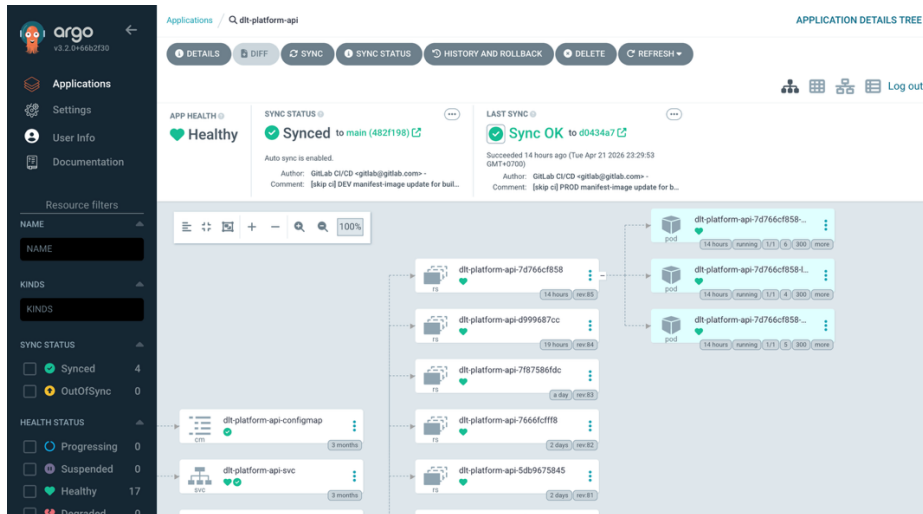 argo
v3.2.0+66b2f30
Applications
Settings
User Info
Documentation
Resource filters
NAME
NAME
KINDS
KINDS
SYNC STATUS
Synced 4
OutOfSync 0
HEALTH STATUS
Progressing 0
Suspended 0
Healthy 17
Degraded 0
Applications / dlt-platform-api
APPLICATION DETAILS TREE
DETAILS DIFF SYNC SYNC STATUS HISTORY AND ROLLBACK DELETE REFRESH
Log out
APP HEALTH
Healthy
SYNC STATUS
Synced to main (482f198)
Auto sync is enabled.
Author: GitLab CI/CD <gitlab@gitlab.com> -
Comment: [skip ci] DEV manifest-image update for buil...
LAST SYNC
Sync OK to d0434a7
Succeeded 14 hours ago (Tue Apr 21 2026 23:29:53
GMT+0700)
Author: GitLab CI/CD <gitlab@gitlab.com> -
Comment: [skip ci] PROD manifest-image update for b...
100%
dlt-platform-api-configmap
cm
3 months
dlt-platform-api-svc
svc
3 months
dlt-platform-api-7d766cf858
rs
14 hours rev:85
dlt-platform-api-d999687cc
rs
19 hours rev:84
dlt-platform-api-7f87586fdc
rs
a day rev:83
dlt-platform-api-7666fcfff8
rs
2 days rev:82
dlt-platform-api-5db9675845
rs
2 days rev:81
dlt-platform-api-7d766cf858-...
pod
14 hours running 1/1 6 300 more
dlt-platform-api-7d766cf858-l...
pod
14 hours running 1/1 4 300 more
dlt-platform-api-7d766cf858-...
pod
14 hours running 1/1 5 300 more